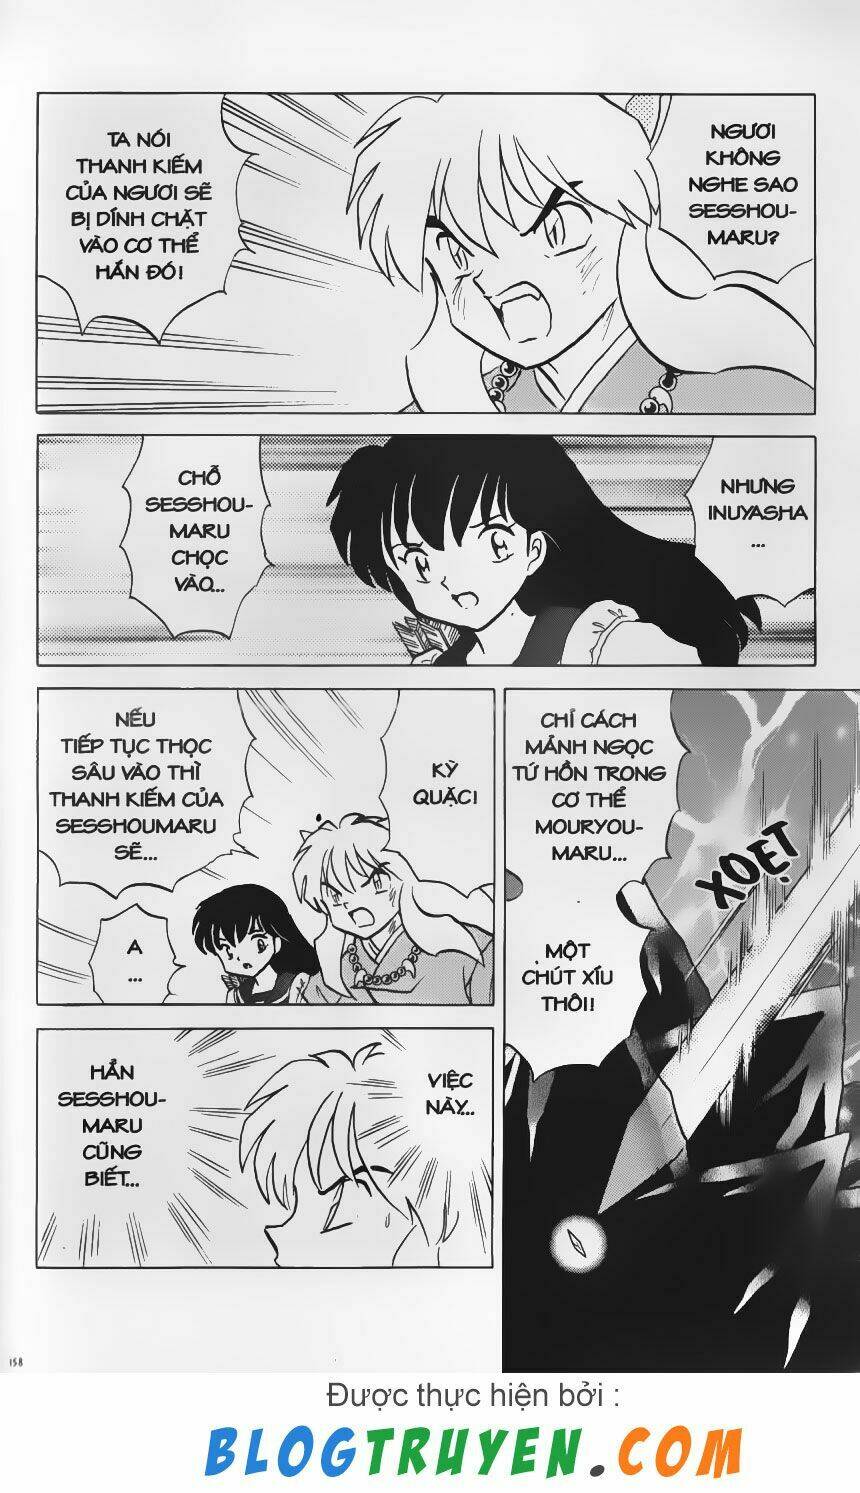 NGƯƠI
KHÔNG
NGHE SAO
SESSHOU-
MARU?
TA NÓI
THANH KIẾM
CỦA NGƯƠI SẼ
BỊ DÍNH CHẶT
VÀO CƠ THỂ
HẮN ĐÓ!
NHƯNG
INUYASHA
...
CHỖ
SESSHOU-
MARU
CHỌC
VÀO...
CHỈ CÁCH
MẢNH NGỌC
TỨ HỒN TRONG
CƠ THỂ
MOURYOU-
MARU...
MỘT
CHÚT XÍU
THÔI!
XOẸT
KỲ
QUẶC!
NẾU
TIẾP TỤC THỌC
SÂU VÀO THÌ
THANH KIẾM CỦA
SESSHOUMARU
SẼ...
A
...
VIỆC
NÀY...
HẲN
SESSHOU-
MARU
CŨNG
BIẾT...
158
Được thực hiện bởi :
BLOGTRUYEN.COM